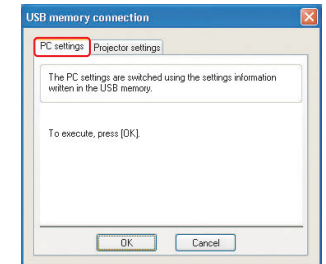 USB memory connection
PC settings
Projector settings
The PC settings are switched using the settings information
written in the USB memory.
To execute, press [OK].
OK
Cancel